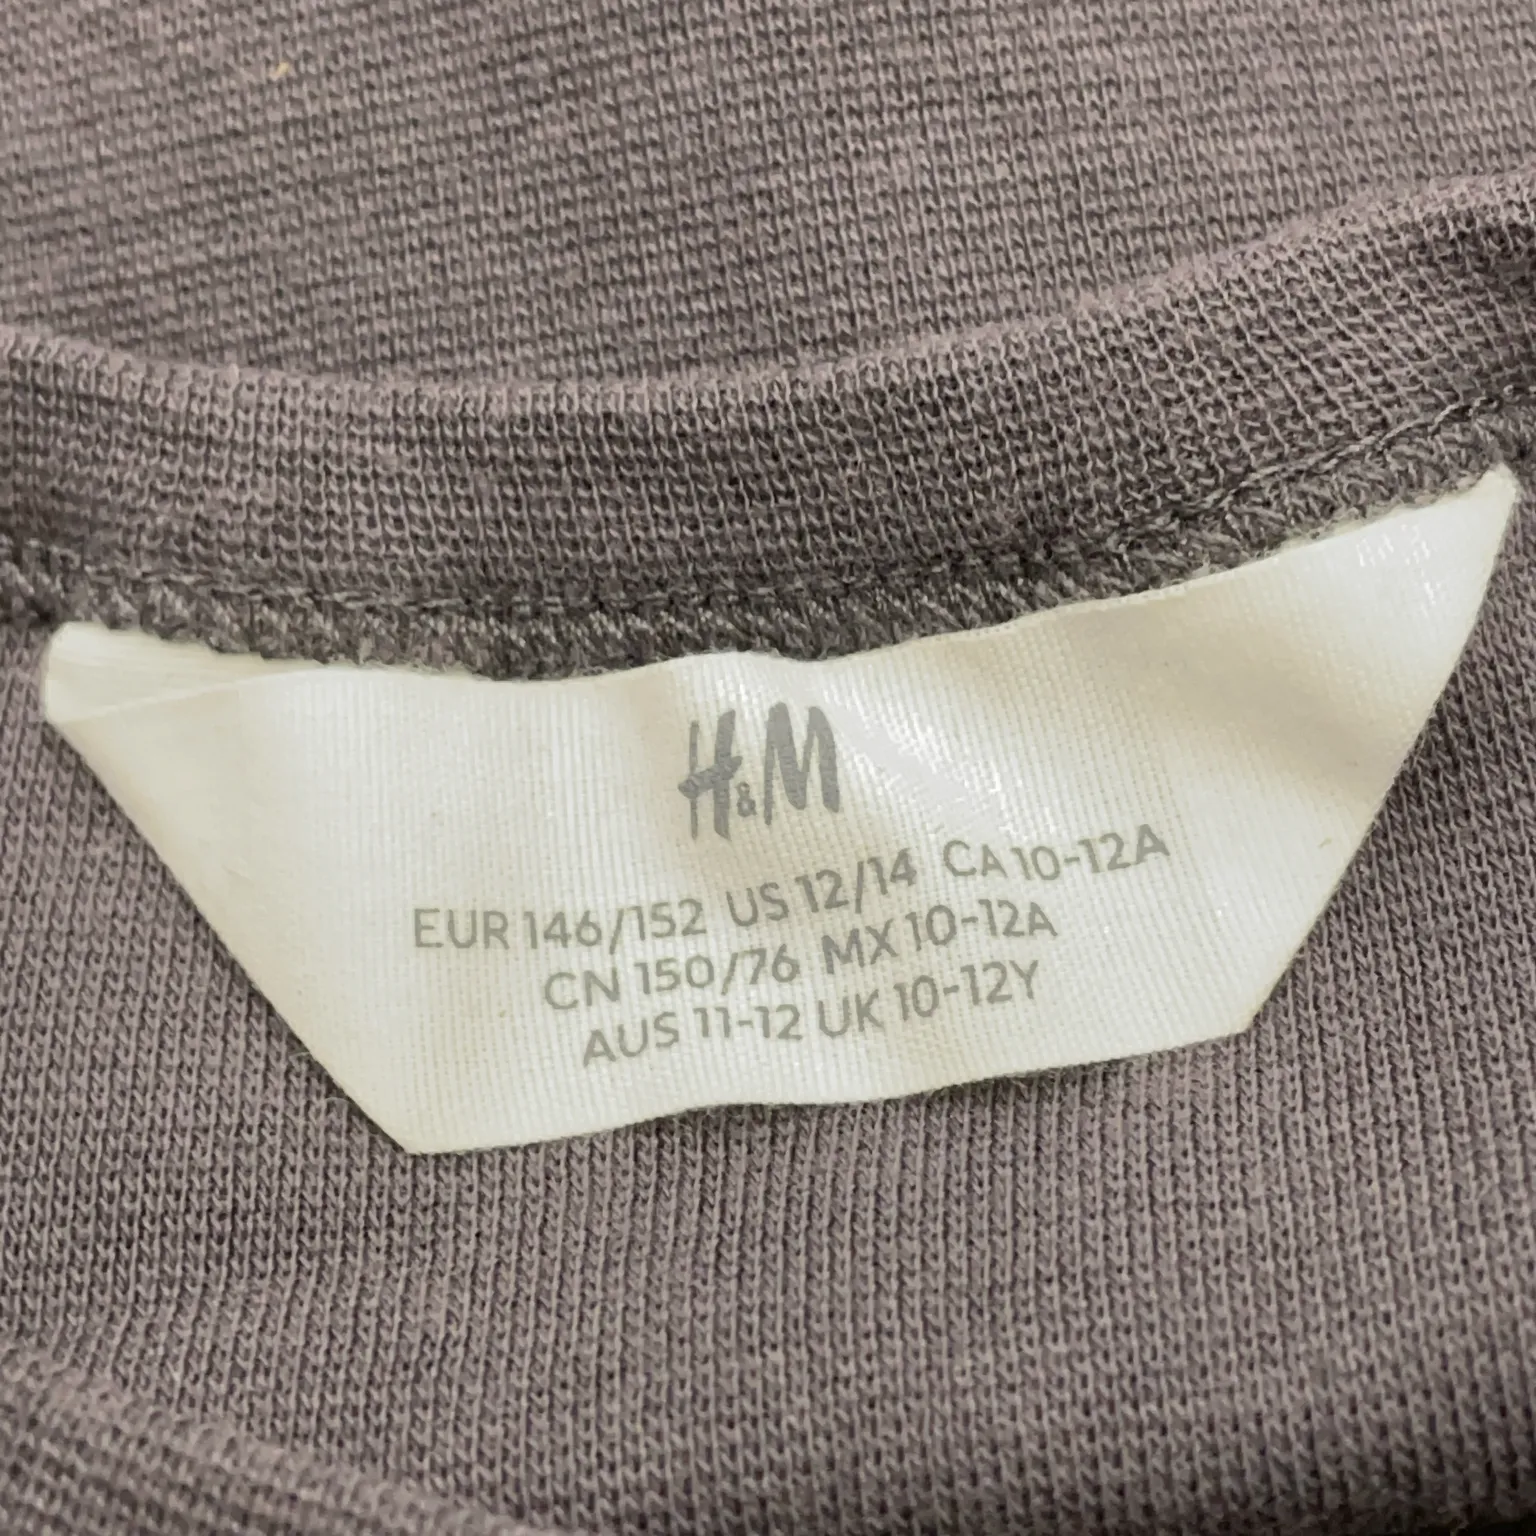 H&M
EUR 146/152 US 12/14 CA 10-12A
CN 150/76 MX 10-12A
AUS 11-12 UK 10-12Y